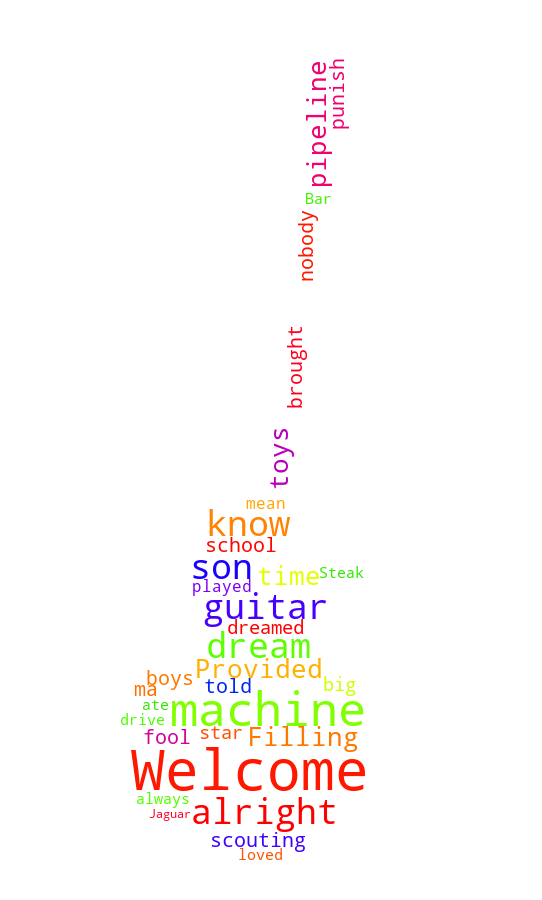 pipeline
punish
Bar
nobody
brought
toys
mean
know
school
son
time
Steak
played
guitar
dreamed
dream
Provided
boys
told
big
ma
machine
ate
drive
fool
star
Filling
Welcome
always
alright
Jaguar
scouting
loved